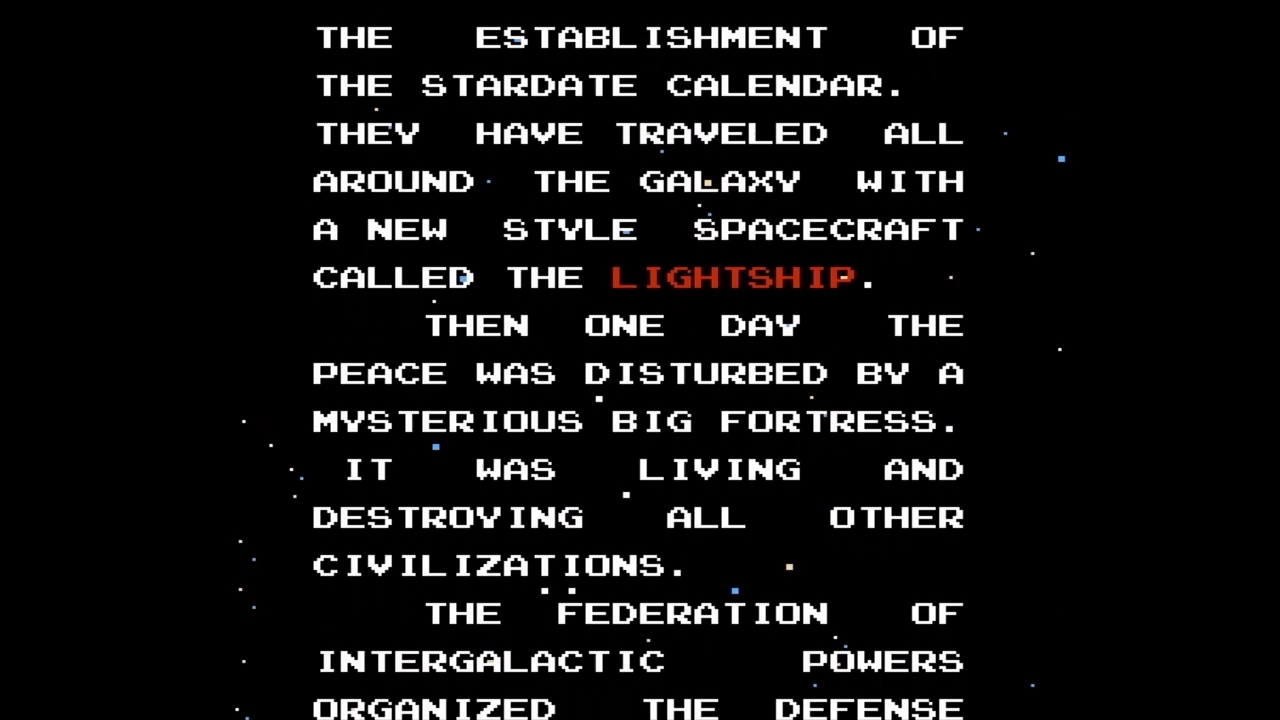 THE ESTABLISHMENT OF
THE STARDATE CALENDAR.
THEY HAVE TRAVELED ALL
AROUND THE GALAXY WITH
A NEW STYLE SPACECRAFT
CALLED THE LIGHTSHIP.
THEN ONE DAY THE
PEACE WAS DISTURBED BY A
MYSTERIOUS BIG FORTRESS.
IT WAS LIVING AND
DESTROYING ALL OTHER
CIVILIZATIONS.
THE FEDERATION OF
INTERGALACTIC POWERS
ORGANIZED THE DEFENSE